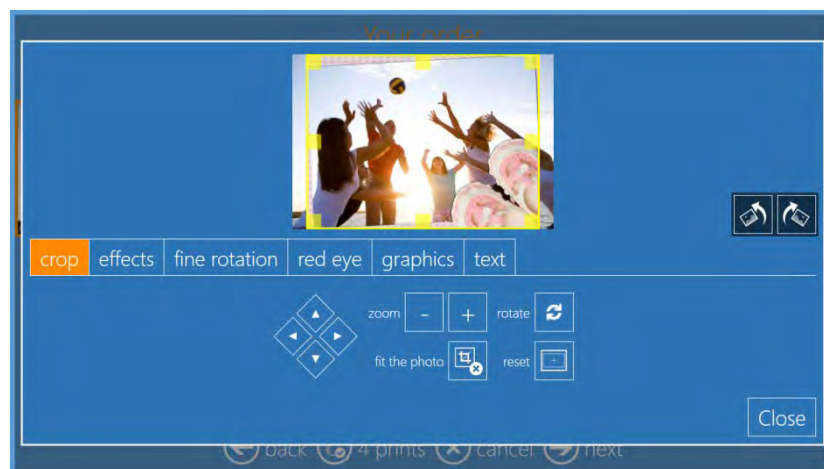 Your order
crop effects fine rotation red eye graphics text
zoom - + rotate
fit the photo reset
Close
back 4 prints cancel next